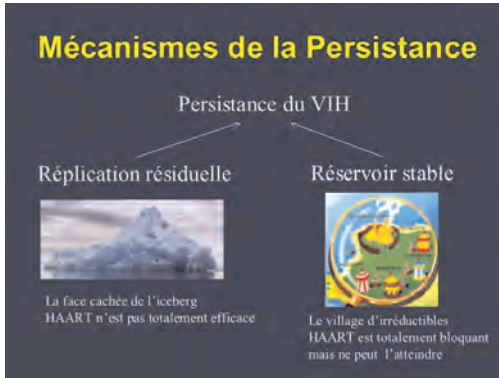 Mécanismes de la Persistance
Persistance du VIH
Réplication résiduelle
Réservoir stable
La face cachée de l'iceberg
HAART n'est pas totalement efficace
Le village d'irréductibles
HAART est totalement bloquant
mais ne peut l'atteindre